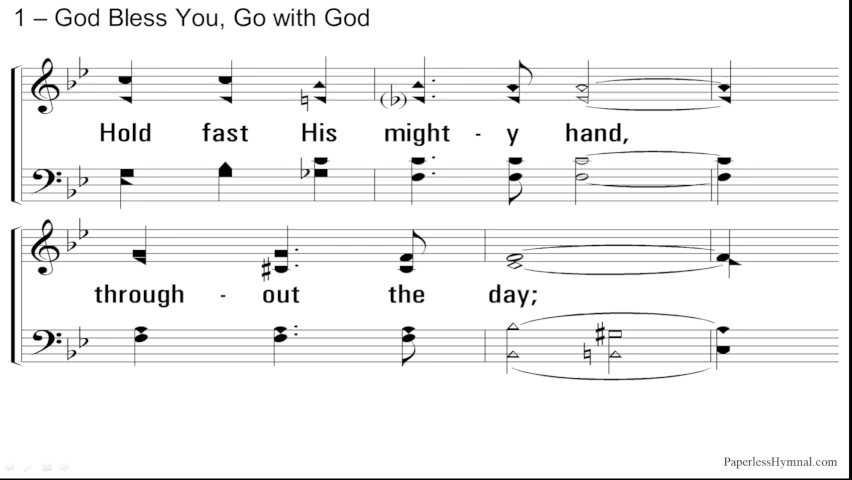 1 – God Bless You, Go with God
Hold fast His might - y hand,
through - out the day;
PaperlessHymnal.com